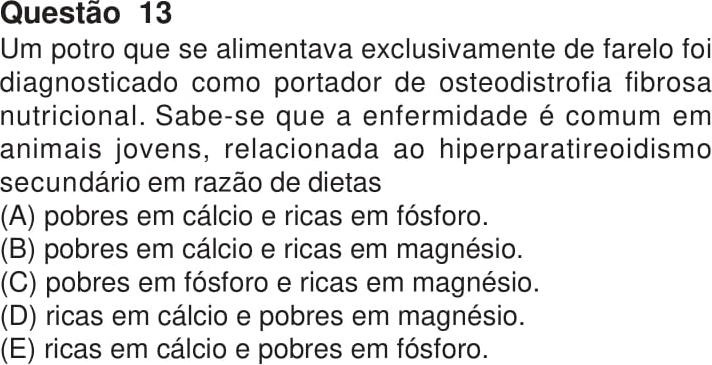 Questão 13
Um potro que se alimentava exclusivamente de farelo foi
diagnosticado como portador de osteodistrofia fibrosa
nutricional. Sabe-se que a enfermidade é comum em
animais jovens, relacionada ao hiperparatireoidismo
secundário em razão de dietas
(A) pobres em cálcio e ricas em fósforo.
(B) pobres em cálcio e ricas em magnésio.
(C) pobres em fósforo e ricas em magnésio.
(D) ricas em cálcio e pobres em magnésio.
(E) ricas em cálcio e pobres em fósforo.